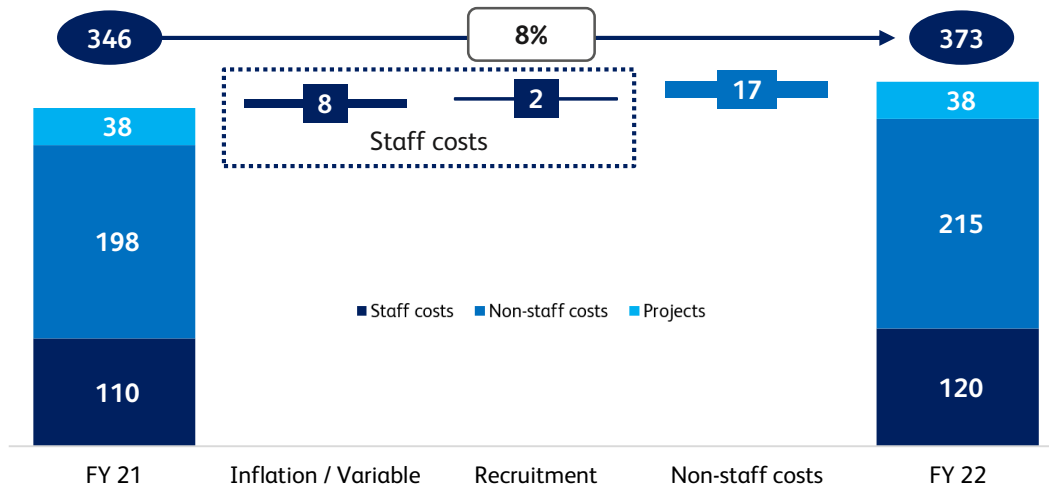 346
8%
373
8
2
17
Staff costs
38
198
110
38
215
120
Staff costs
Non-staff costs
Projects
FY 21
Inflation / Variable
Recruitment
Non-staff costs
FY 22